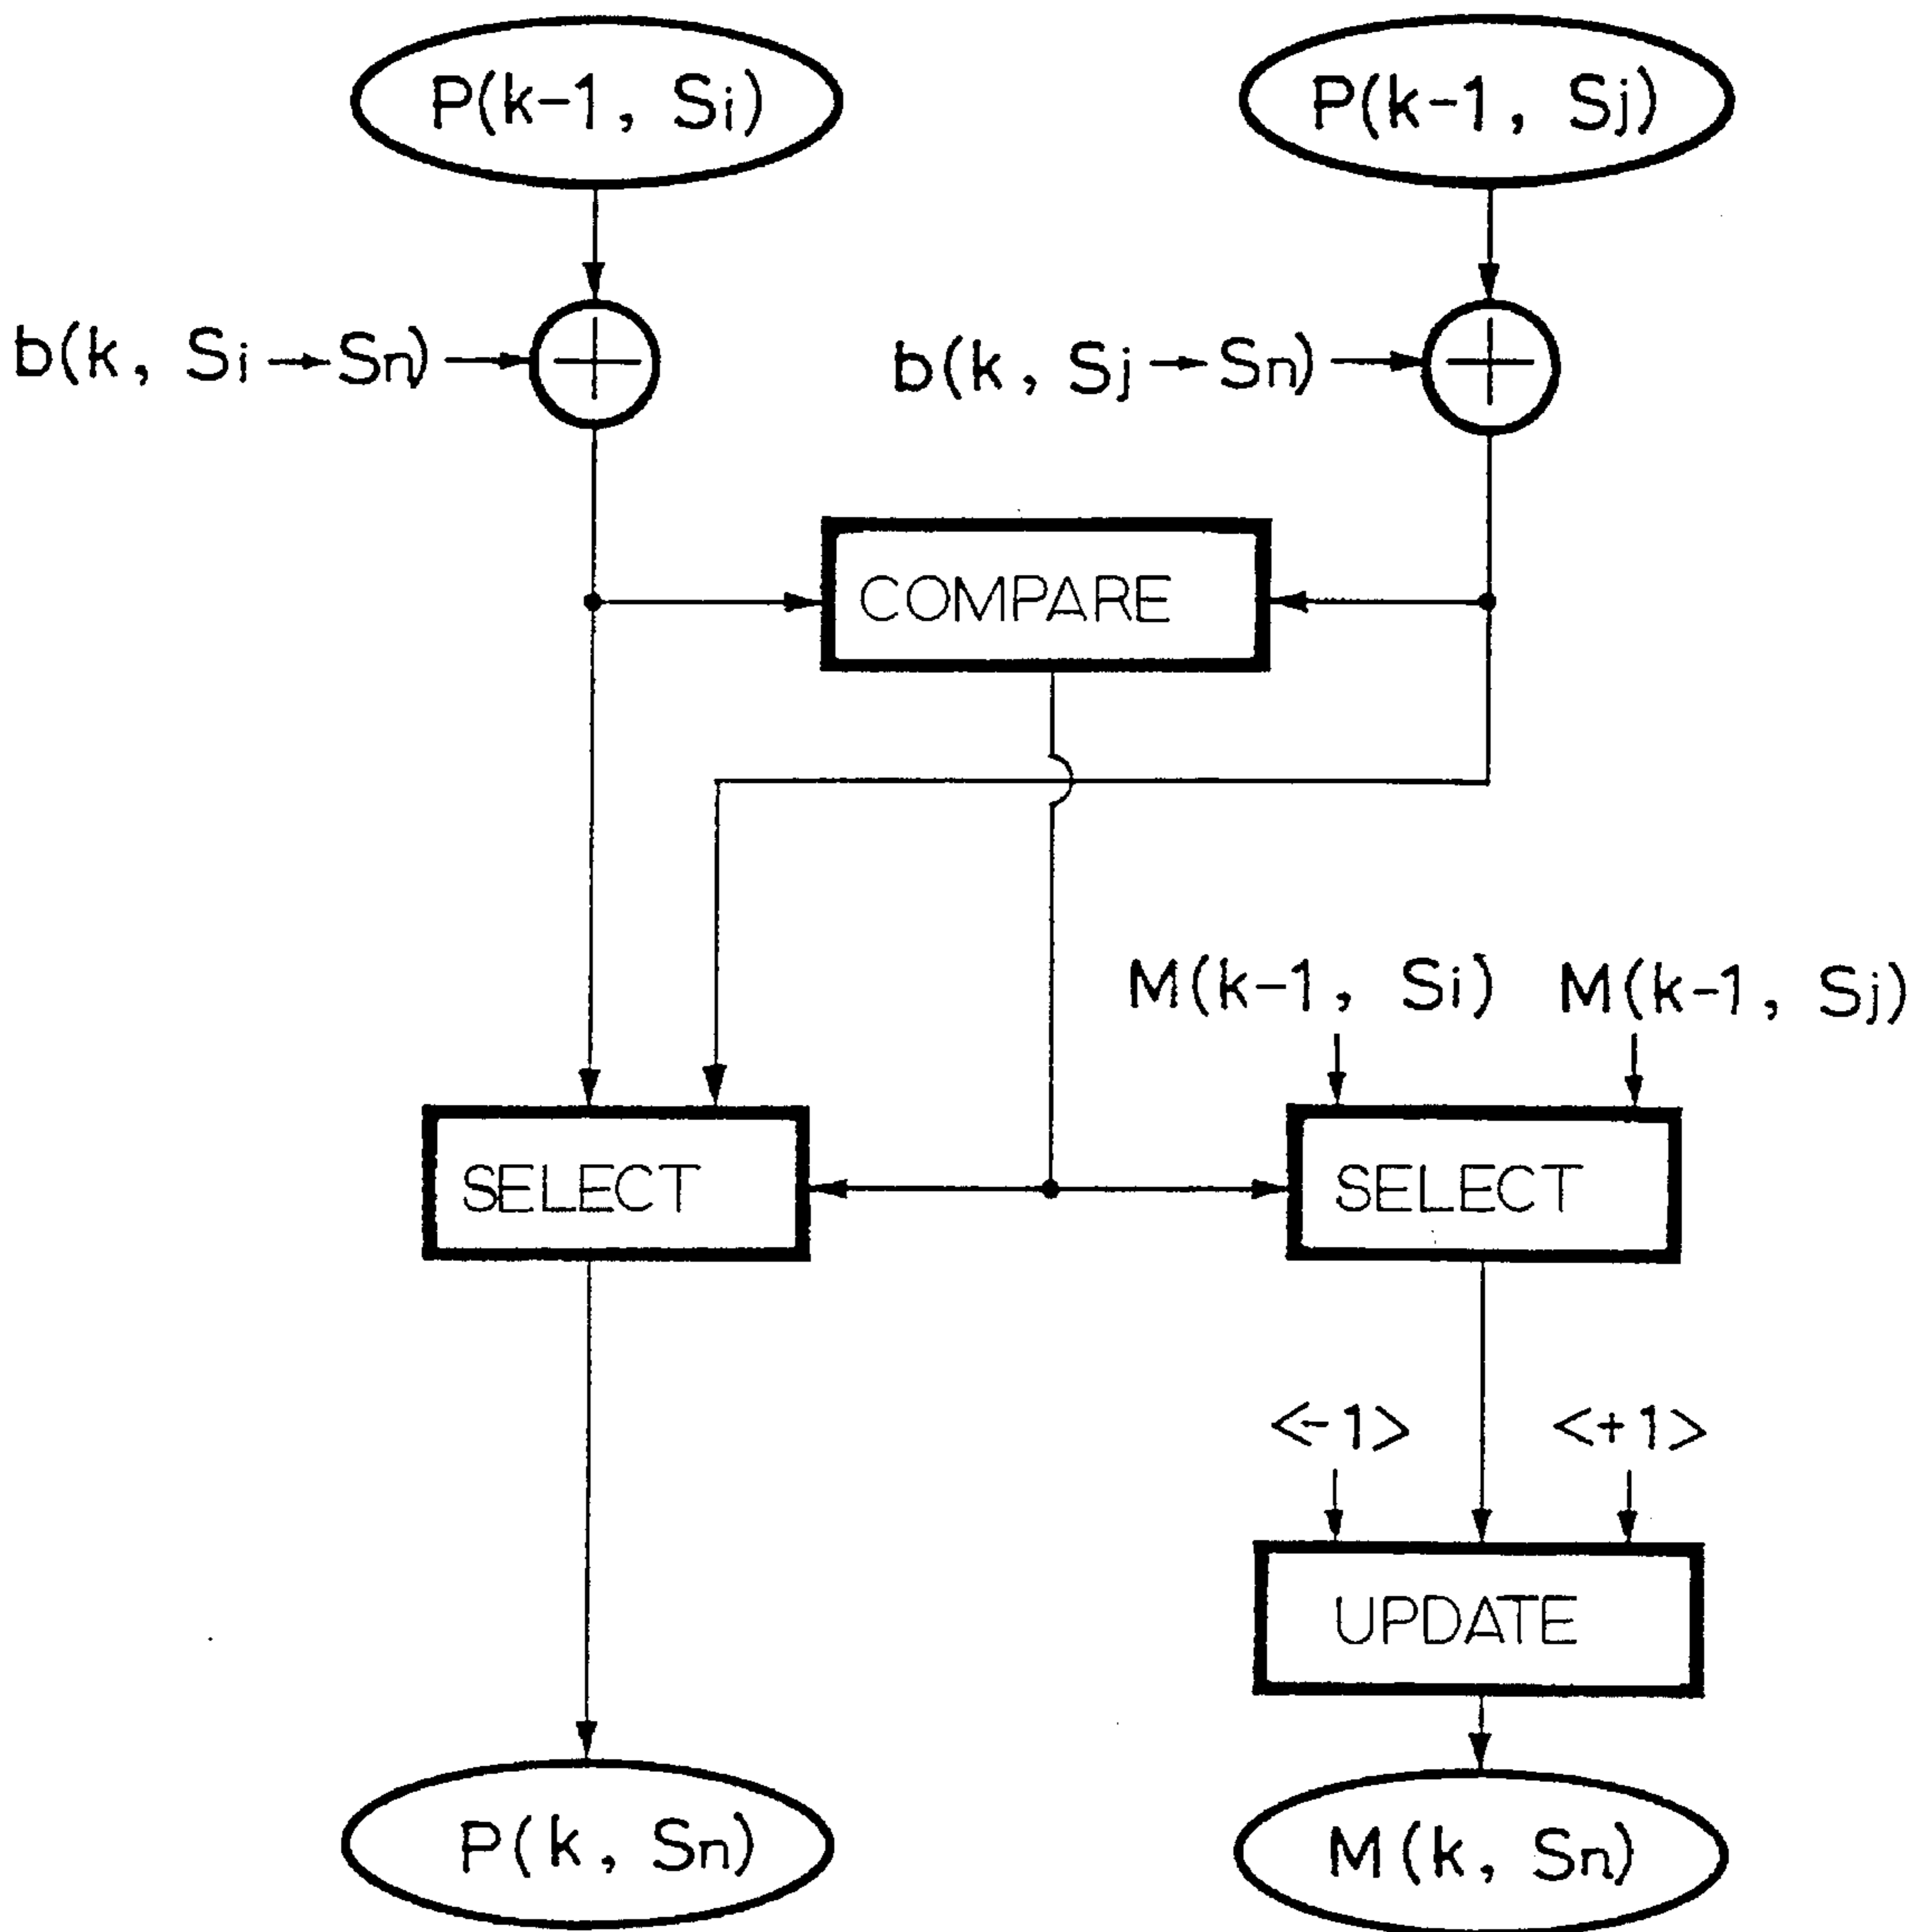 P(k-1, Si)
P(k-1, Sj)
b(k, Si→Sn)
b(k, Sj→Sn)
COMPARE
M(k-1, Si)
M(k-1, Sj)
SELECT
SELECT
<-1>
<+1>
UPDATE
P(k, Sn)
M(k, Sn)